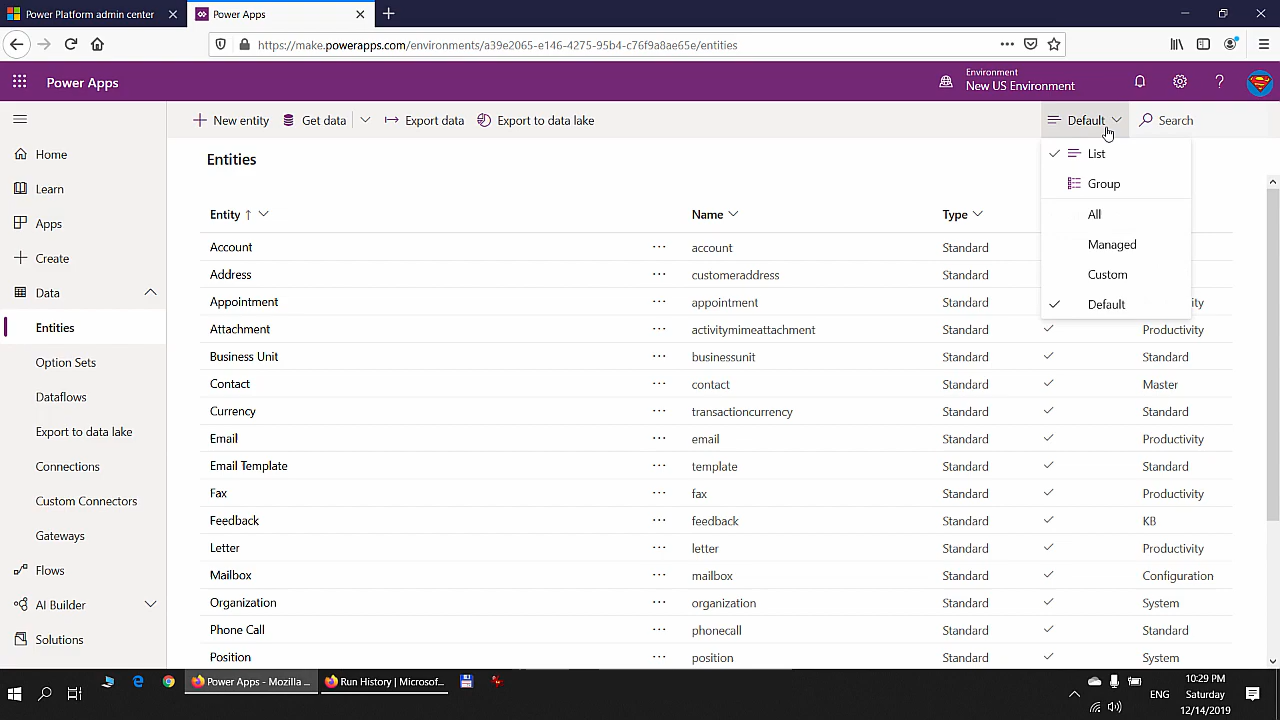 Power Platform admin center
Power Apps
https://make.powerapps.com/environments/a39e2065-e146-4275-95b4-c76f9a8ae65e/entities
Power Apps
Environment
New US Environment
New entity
Get data
Export data
Export to data lake
Default
Search
Home
Learn
Apps
Create
Data
Entities
Option Sets
Dataflows
Export to data lake
Connections
Custom Connectors
Gateways
Flows
AI Builder
Solutions
Entities
List
Group
All
Managed
Custom
Default
Entity ↑ Name Type
Account ... account Standard
Address ... customeraddress Standard
Appointment ... appointment Standard
Attachment ... activitymimeattachment Standard Productivity
Business Unit ... businessunit Standard Standard
Contact ... contact Standard Master
Currency ... transactioncurrency Standard Standard
Email ... email Standard Productivity
Email Template ... template Standard Standard
Fax ... fax Standard Productivity
Feedback ... feedback Standard KB
Letter ... letter Standard Productivity
Mailbox ... mailbox Standard Configuration
Organization ... organization Standard System
Phone Call ... phonecall Standard Standard
Position ... position Standard System
Power Apps - Mozilla ...
Run History | Microsof...
ENG
10:29 PM
Saturday
12/14/2019